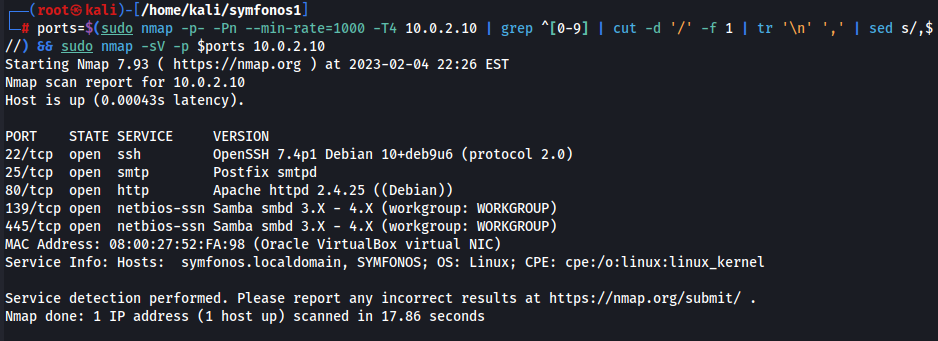 ┌──(root㉿kali)-[/home/kali/symfonos1]
└─# ports=$(sudo nmap -p- -Pn --min-rate=1000 -T4 10.0.2.10 | grep ^[0-9] | cut -d '/' -f 1 | tr '\n' ',' | sed s/,$
//) && sudo nmap -sV -p $ports 10.0.2.10
Starting Nmap 7.93 ( https://nmap.org ) at 2023-02-04 22:26 EST
Nmap scan report for 10.0.2.10
Host is up (0.00043s latency).

PORT    STATE SERVICE     VERSION
22/tcp  open  ssh         OpenSSH 7.4p1 Debian 10+deb9u6 (protocol 2.0)
25/tcp  open  smtp        Postfix smtpd
80/tcp  open  http        Apache httpd 2.4.25 ((Debian))
139/tcp open  netbios-ssn Samba smbd 3.X - 4.X (workgroup: WORKGROUP)
445/tcp open  netbios-ssn Samba smbd 3.X - 4.X (workgroup: WORKGROUP)
MAC Address: 08:00:27:52:FA:98 (Oracle VirtualBox virtual NIC)
Service Info: Hosts:  symfonos.localdomain, SYMFONOS; OS: Linux; CPE: cpe:/o:linux:linux_kernel

Service detection performed. Please report any incorrect results at https://nmap.org/submit/ .
Nmap done: 1 IP address (1 host up) scanned in 17.86 seconds